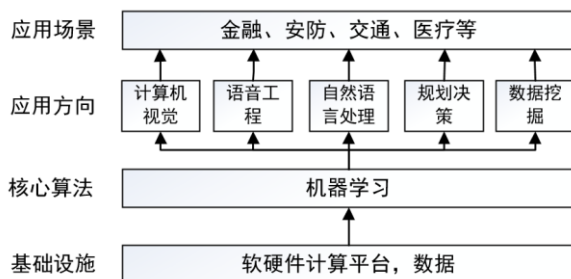 应用场景
金融、安防、交通、医疗等
应用方向
计算机
视觉
语音工
程
自然语
言处理
规划决
策
数据挖
掘
核心算法
机器学习
基础设施
软硬件计算平台，数据